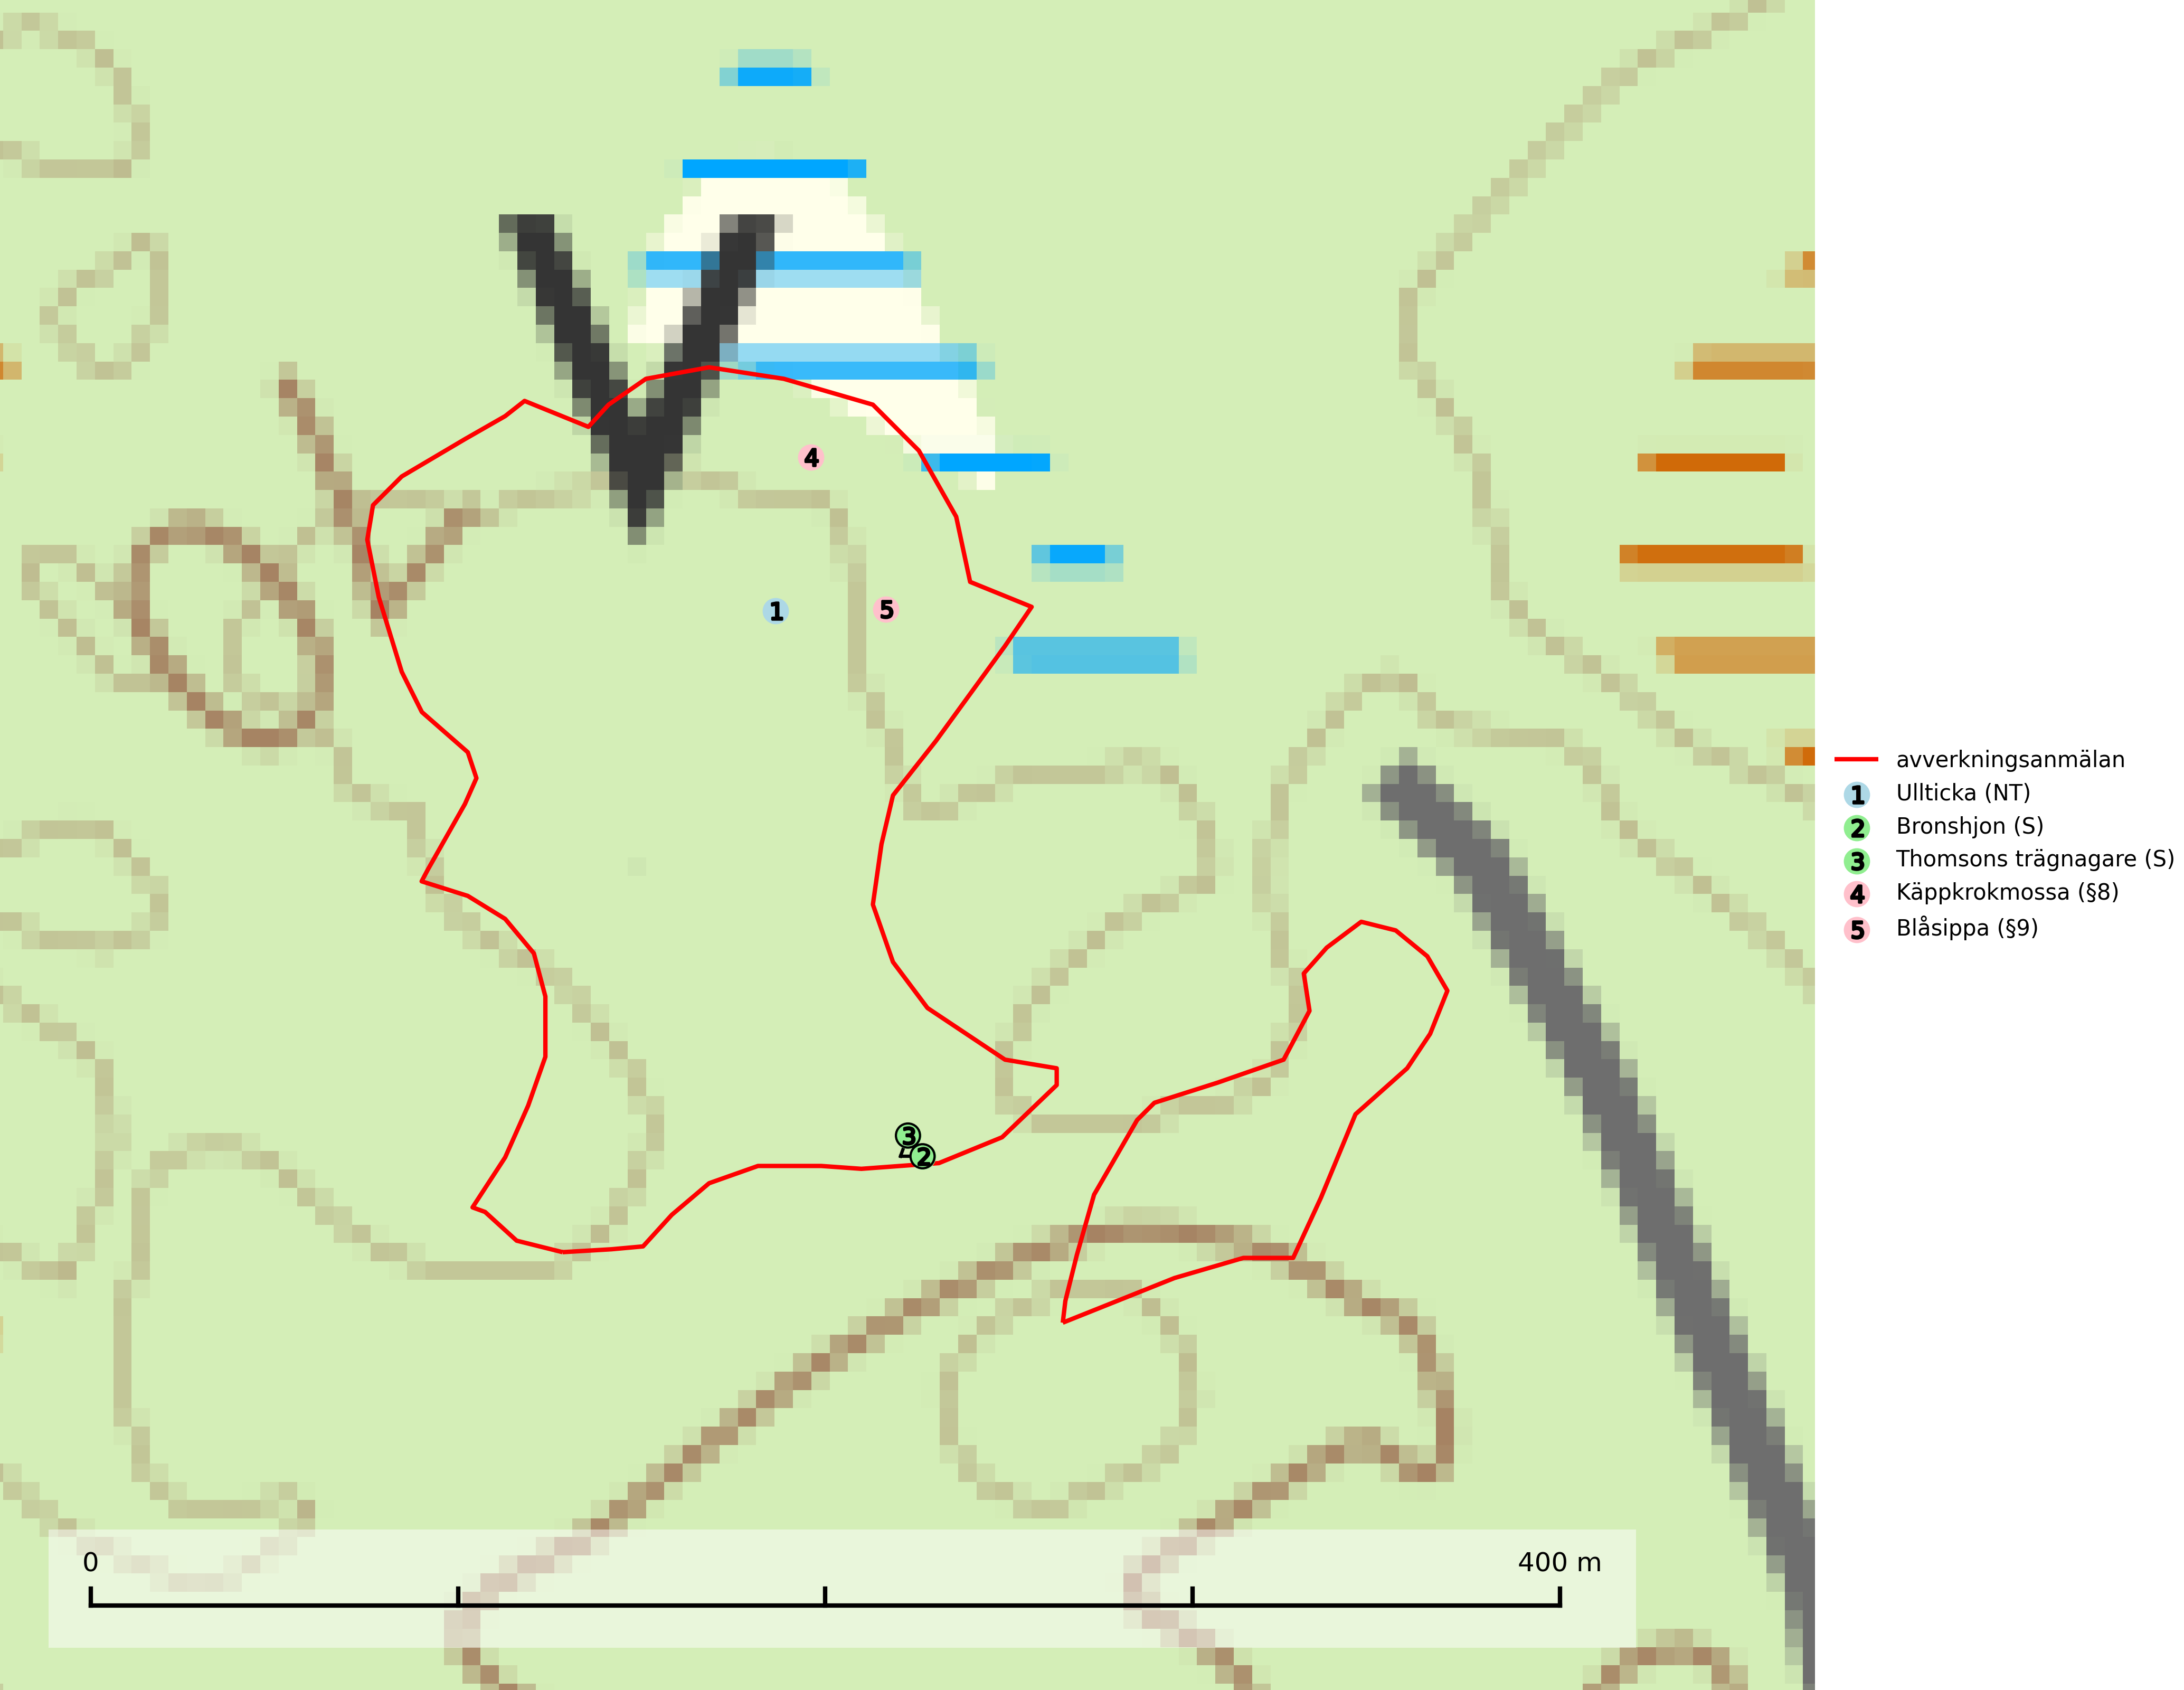 V
4
1
5
3
2
0
400 m
avverkningsanmälan
1 Ullticka (NT)
2 Bronshjon (S)
3 Thomsons trägnagare (S)
4 Käppkrokmossa (§8)
5 Blåsippa (§9)